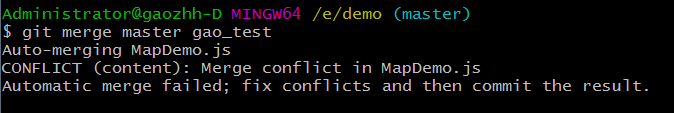 Administrator@gaozhh-D MINGW64 /e/demo (master)
$ git merge master gao_test
Auto-merging MapDemo.js
CONFLICT (content): Merge conflict in MapDemo.js
Automatic merge failed; fix conflicts and then commit the result.